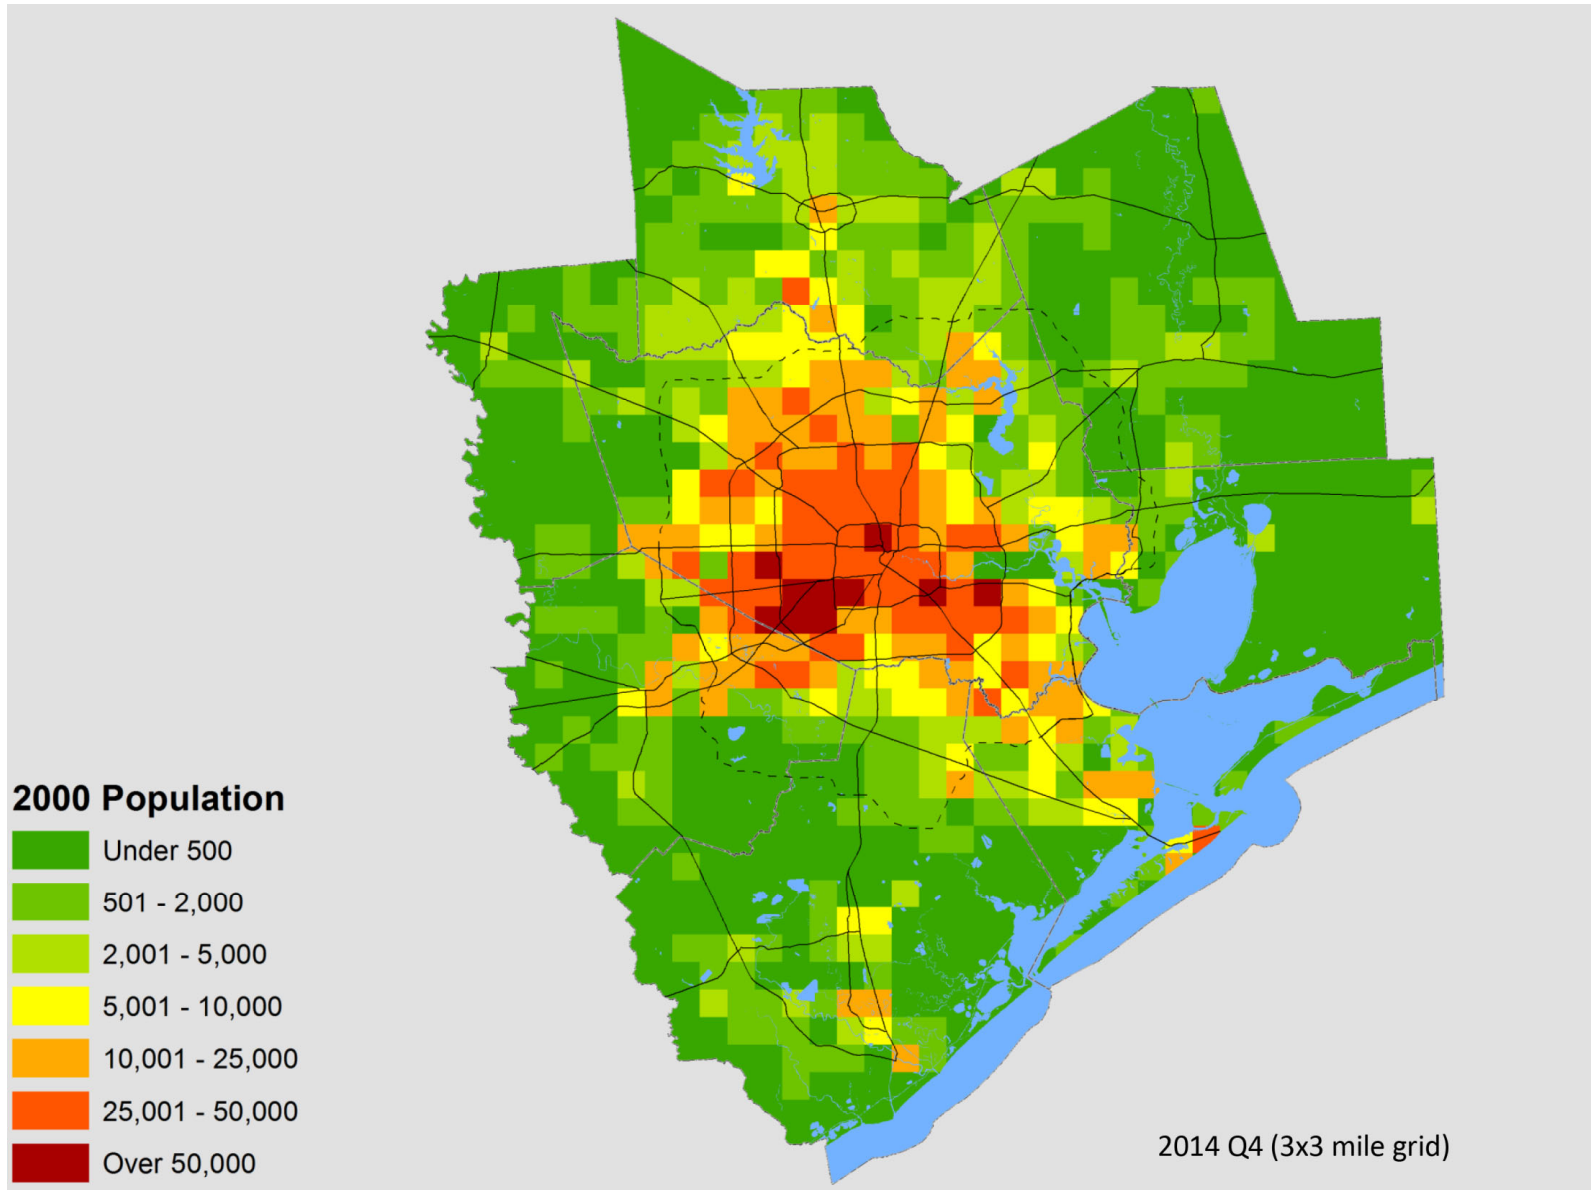 2000 Population
Under 500
501 - 2,000
2,001 - 5,000
5,001 - 10,000
10,001 - 25,000
25,001 - 50,000
Over 50,000
2014 Q4 (3x3 mile grid)